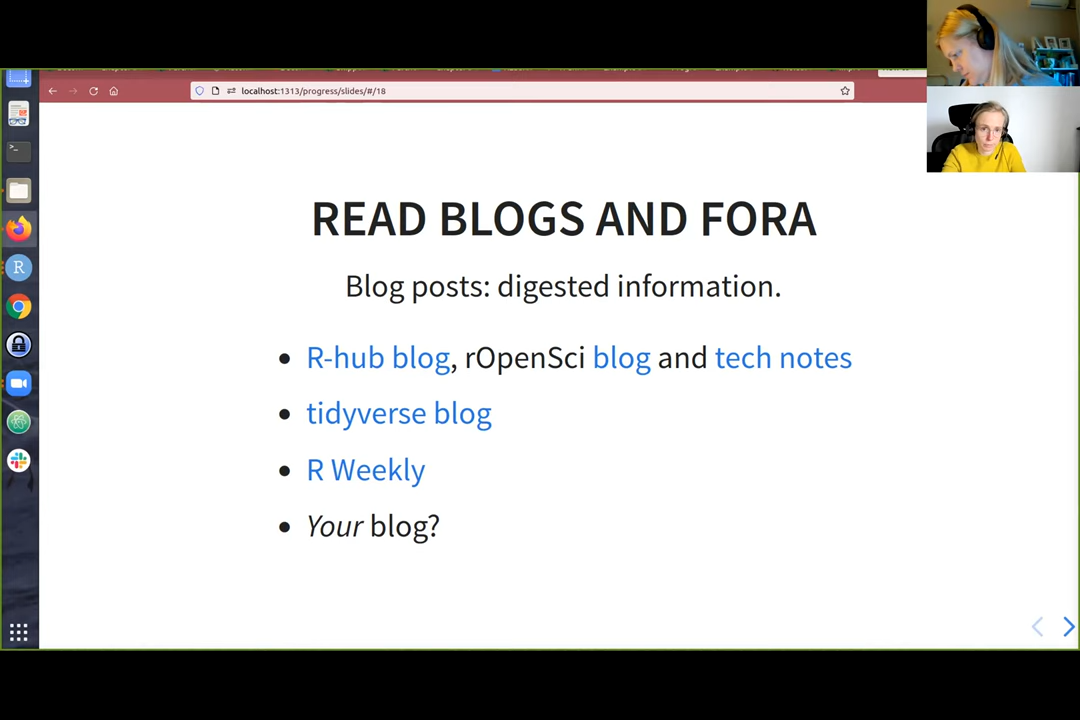 localhost:1313/progress/slides/#/18
READ BLOGS AND FORA
Blog posts: digested information.
R-hub blog, rOpenSci blog and tech notes
tidyverse blog
R Weekly
Your blog?